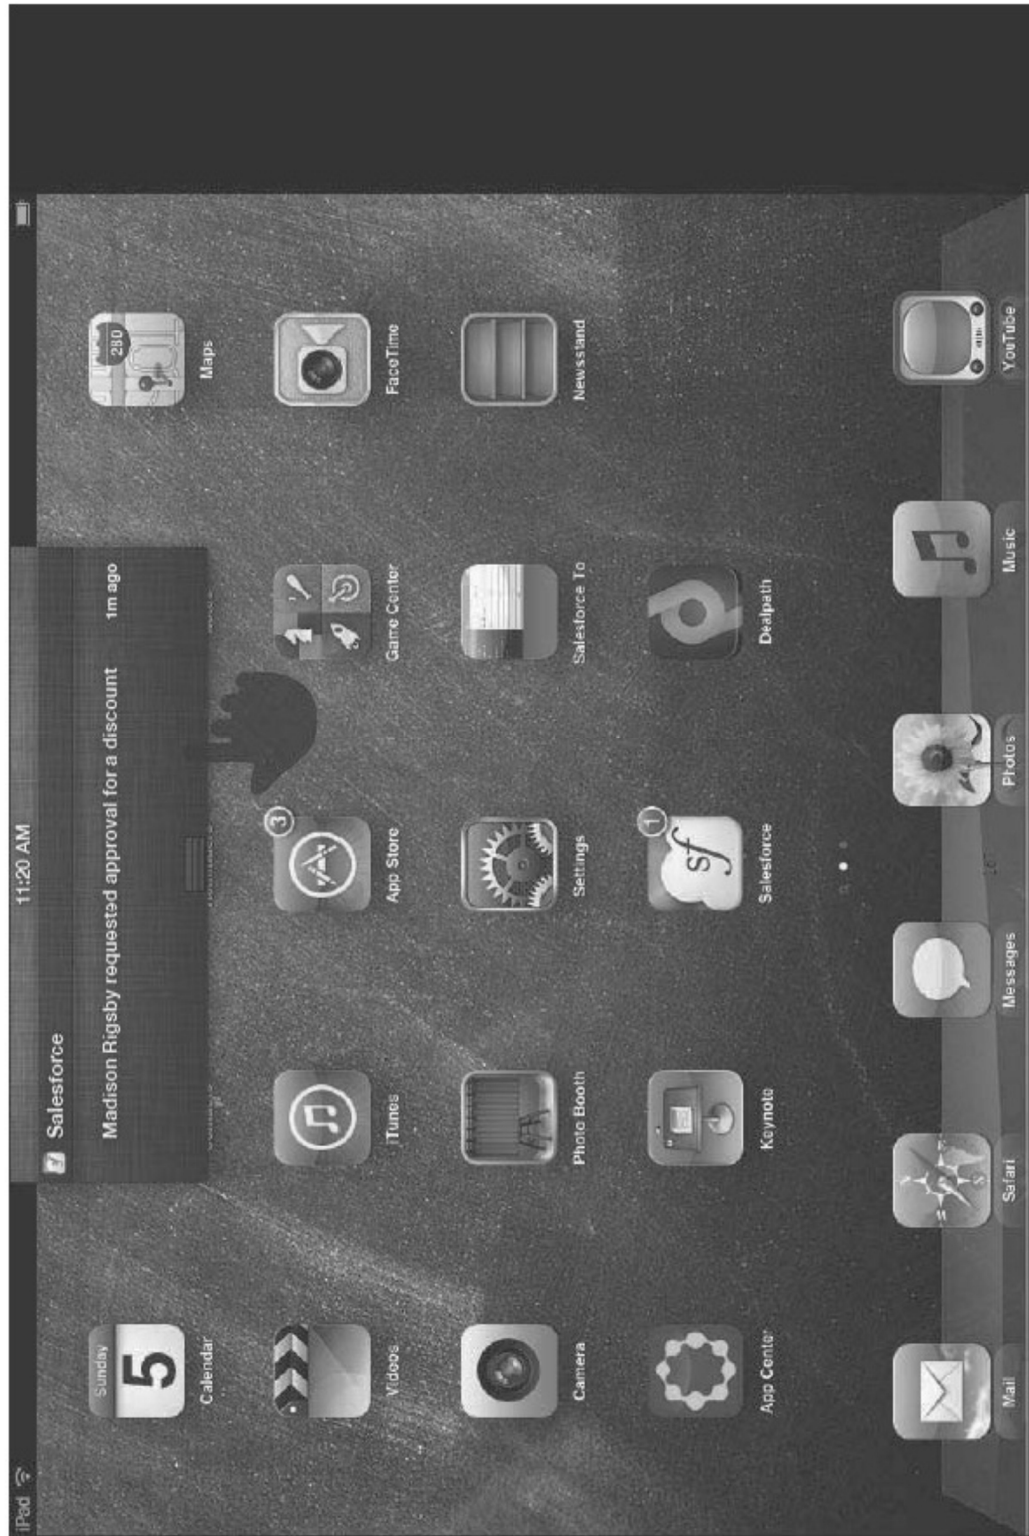 iPad 11:20 AM
Salesforce
Madison Rigsby requested approval for a discount 1m ago
Sunday
5
280
Calendar Maps
3
Videos iTunes App Store Game Center FaceTime
Camera Photo Booth Settings Salesforce To Newsstand
sf 1
App Center Keynote Salesforce Dealpath
Mail Safari Messages Photos Music YouTube